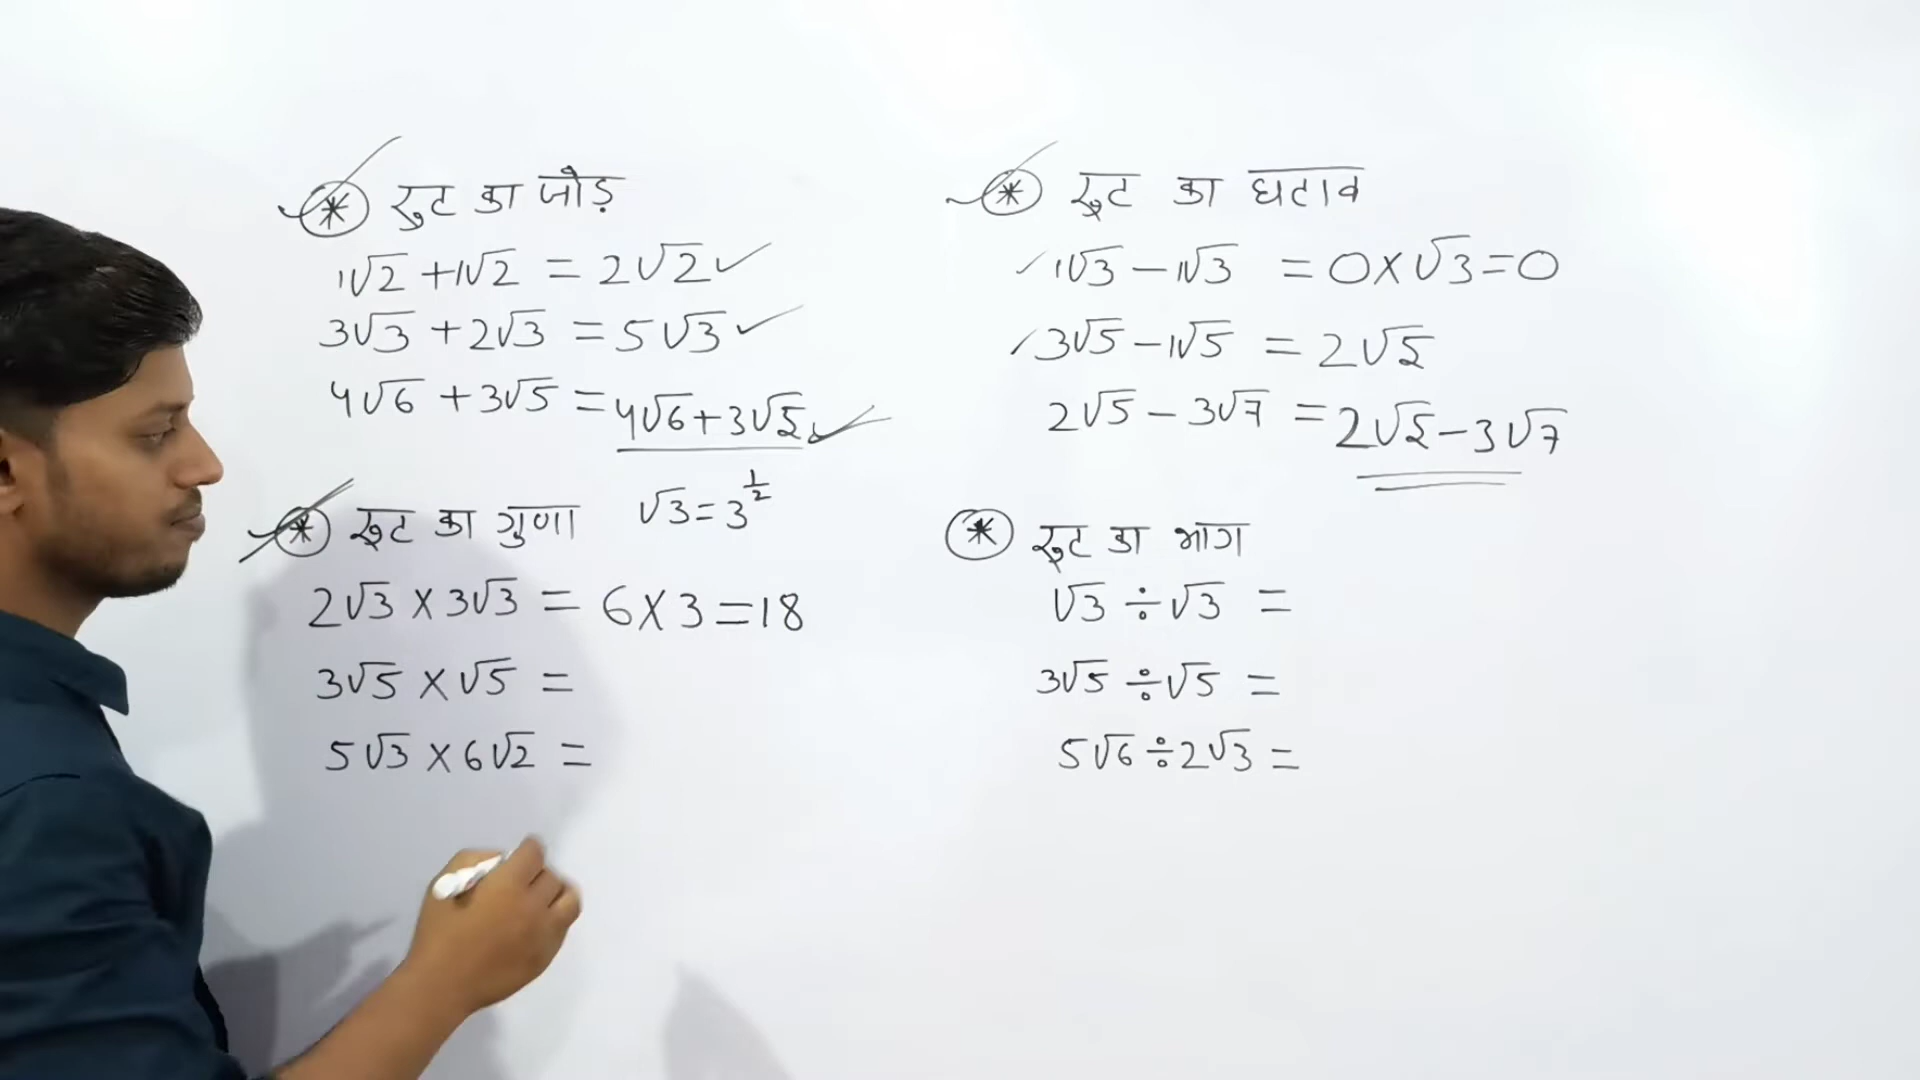 * रुट का जोड़
1√2 + 1√2 = 2√2 ✓
3√3 + 2√3 = 5√3 ✓
4√6 + 3√5 = 4√6 + 3√5 ✓
* रुट का घटाव
✓ 1√3 − 1√3 = 0×√3 = 0
✓ 3√5 − 1√5 = 2√5
2√5 − 3√7 = 2√5 − 3√7
* रुट का गुणा √3 = 3^½
2√3 × 3√3 = 6×3 = 18
3√5 × √5 =
5√3 × 6√2 =
* रुट का भाग
√3 ÷ √3 =
3√5 ÷ √5 =
5√6 ÷ 2√3 =